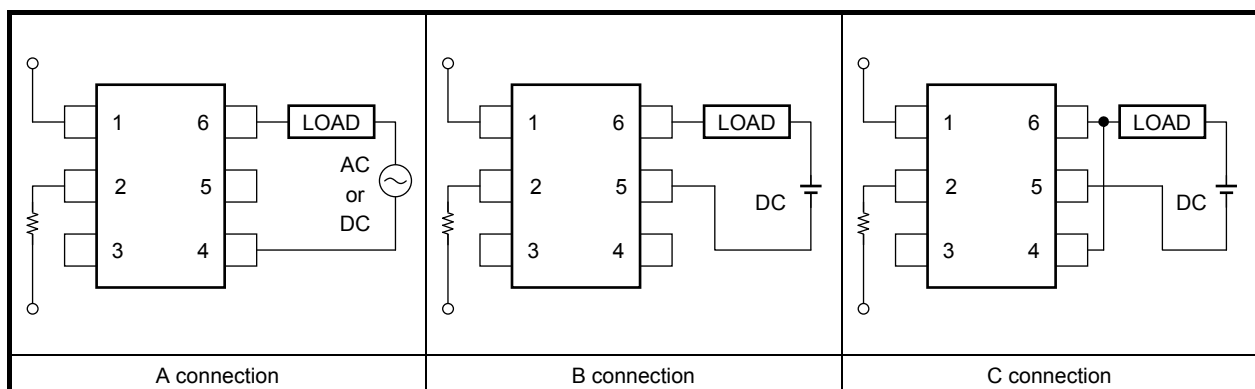 1 6 LOAD
AC
or
DC
2 5
3 4
A connection
1 6 LOAD
2 5 DC
3 4
B connection
1 6 LOAD
2 5 DC
3 4
C connection